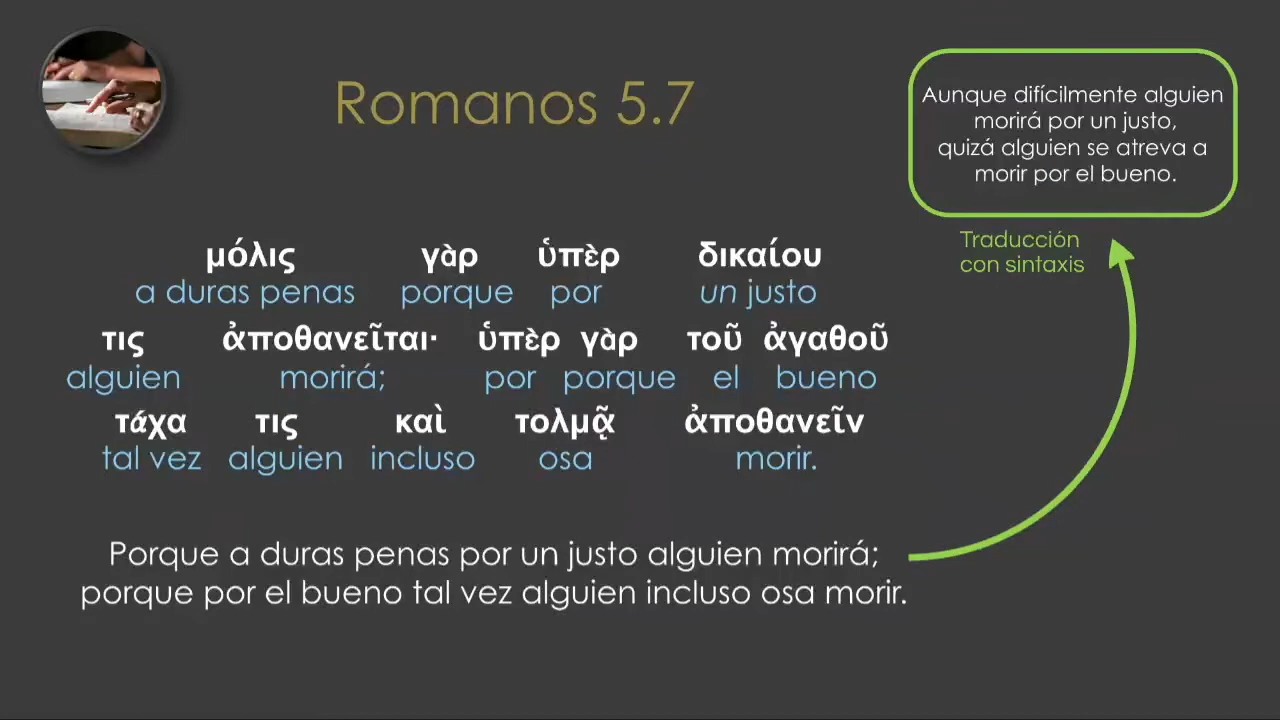 Romanos 5.7
Aunque difícilmente alguien
morirá por un justo,
quizá alguien se atreva a
morir por el bueno.
Traducción
con sintaxis
μόλις γὰρ ὑπὲρ δικαίου
a duras penas porque por un justo
τις ἀποθανεῖται· ὑπὲρ γὰρ τοῦ ἀγαθοῦ
alguien morirá; por porque el bueno
τάχα τις καὶ τολμᾷ ἀποθανεῖν
tal vez alguien incluso osa morir.
Porque a duras penas por un justo alguien morirá;
porque por el bueno tal vez alguien incluso osa morir.